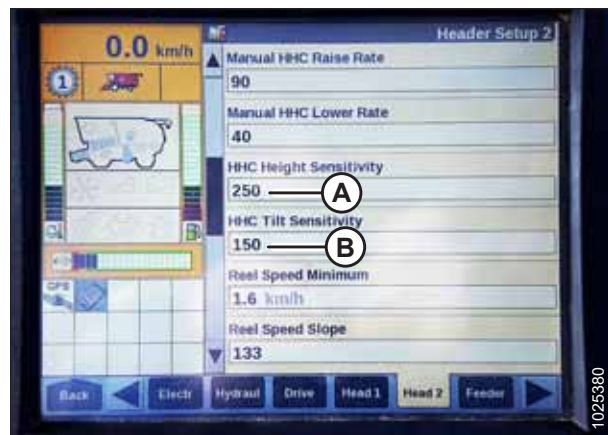 0.0 km/h
Header Setup 2
1
Manual HHC Raise Rate
90
Manual HHC Lower Rate
40
HHC Height Sensitivity
250
A
HHC Tilt Sensitivity
150
B
Reel Speed Minimum
1.6 km/h
Reel Speed Slope
133
GPS
Back
Electr
Hydraul
Drive
Head 1
Head 2
Feeder
1025380